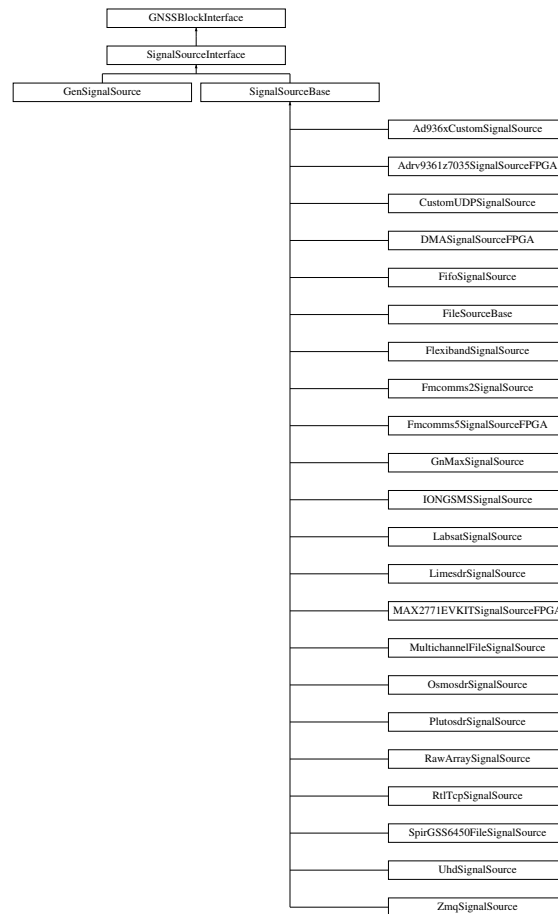 GNSSBlockInterface
SignalSourceInterface
GenSignalSource
SignalSourceBase
Ad936xCustomSignalSource
Adrv9361z7035SignalSourceFPGA
CustomUDPSignalSource
DMASignalSourceFPGA
FifoSignalSource
FileSourceBase
FlexibandSignalSource
Fmcomms2SignalSource
Fmcomms5SignalSourceFPGA
GnMaxSignalSource
IONGSMSSignalSource
LabsatSignalSource
LimesdrSignalSource
MAX2771EVKITSignalSourceFPGA
MultichannelFileSignalSource
OsmosdrSignalSource
PlutosdrSignalSource
RawArraySignalSource
RtlTcpSignalSource
SpirGSS6450FileSignalSource
UhdSignalSource
ZmqSignalSource